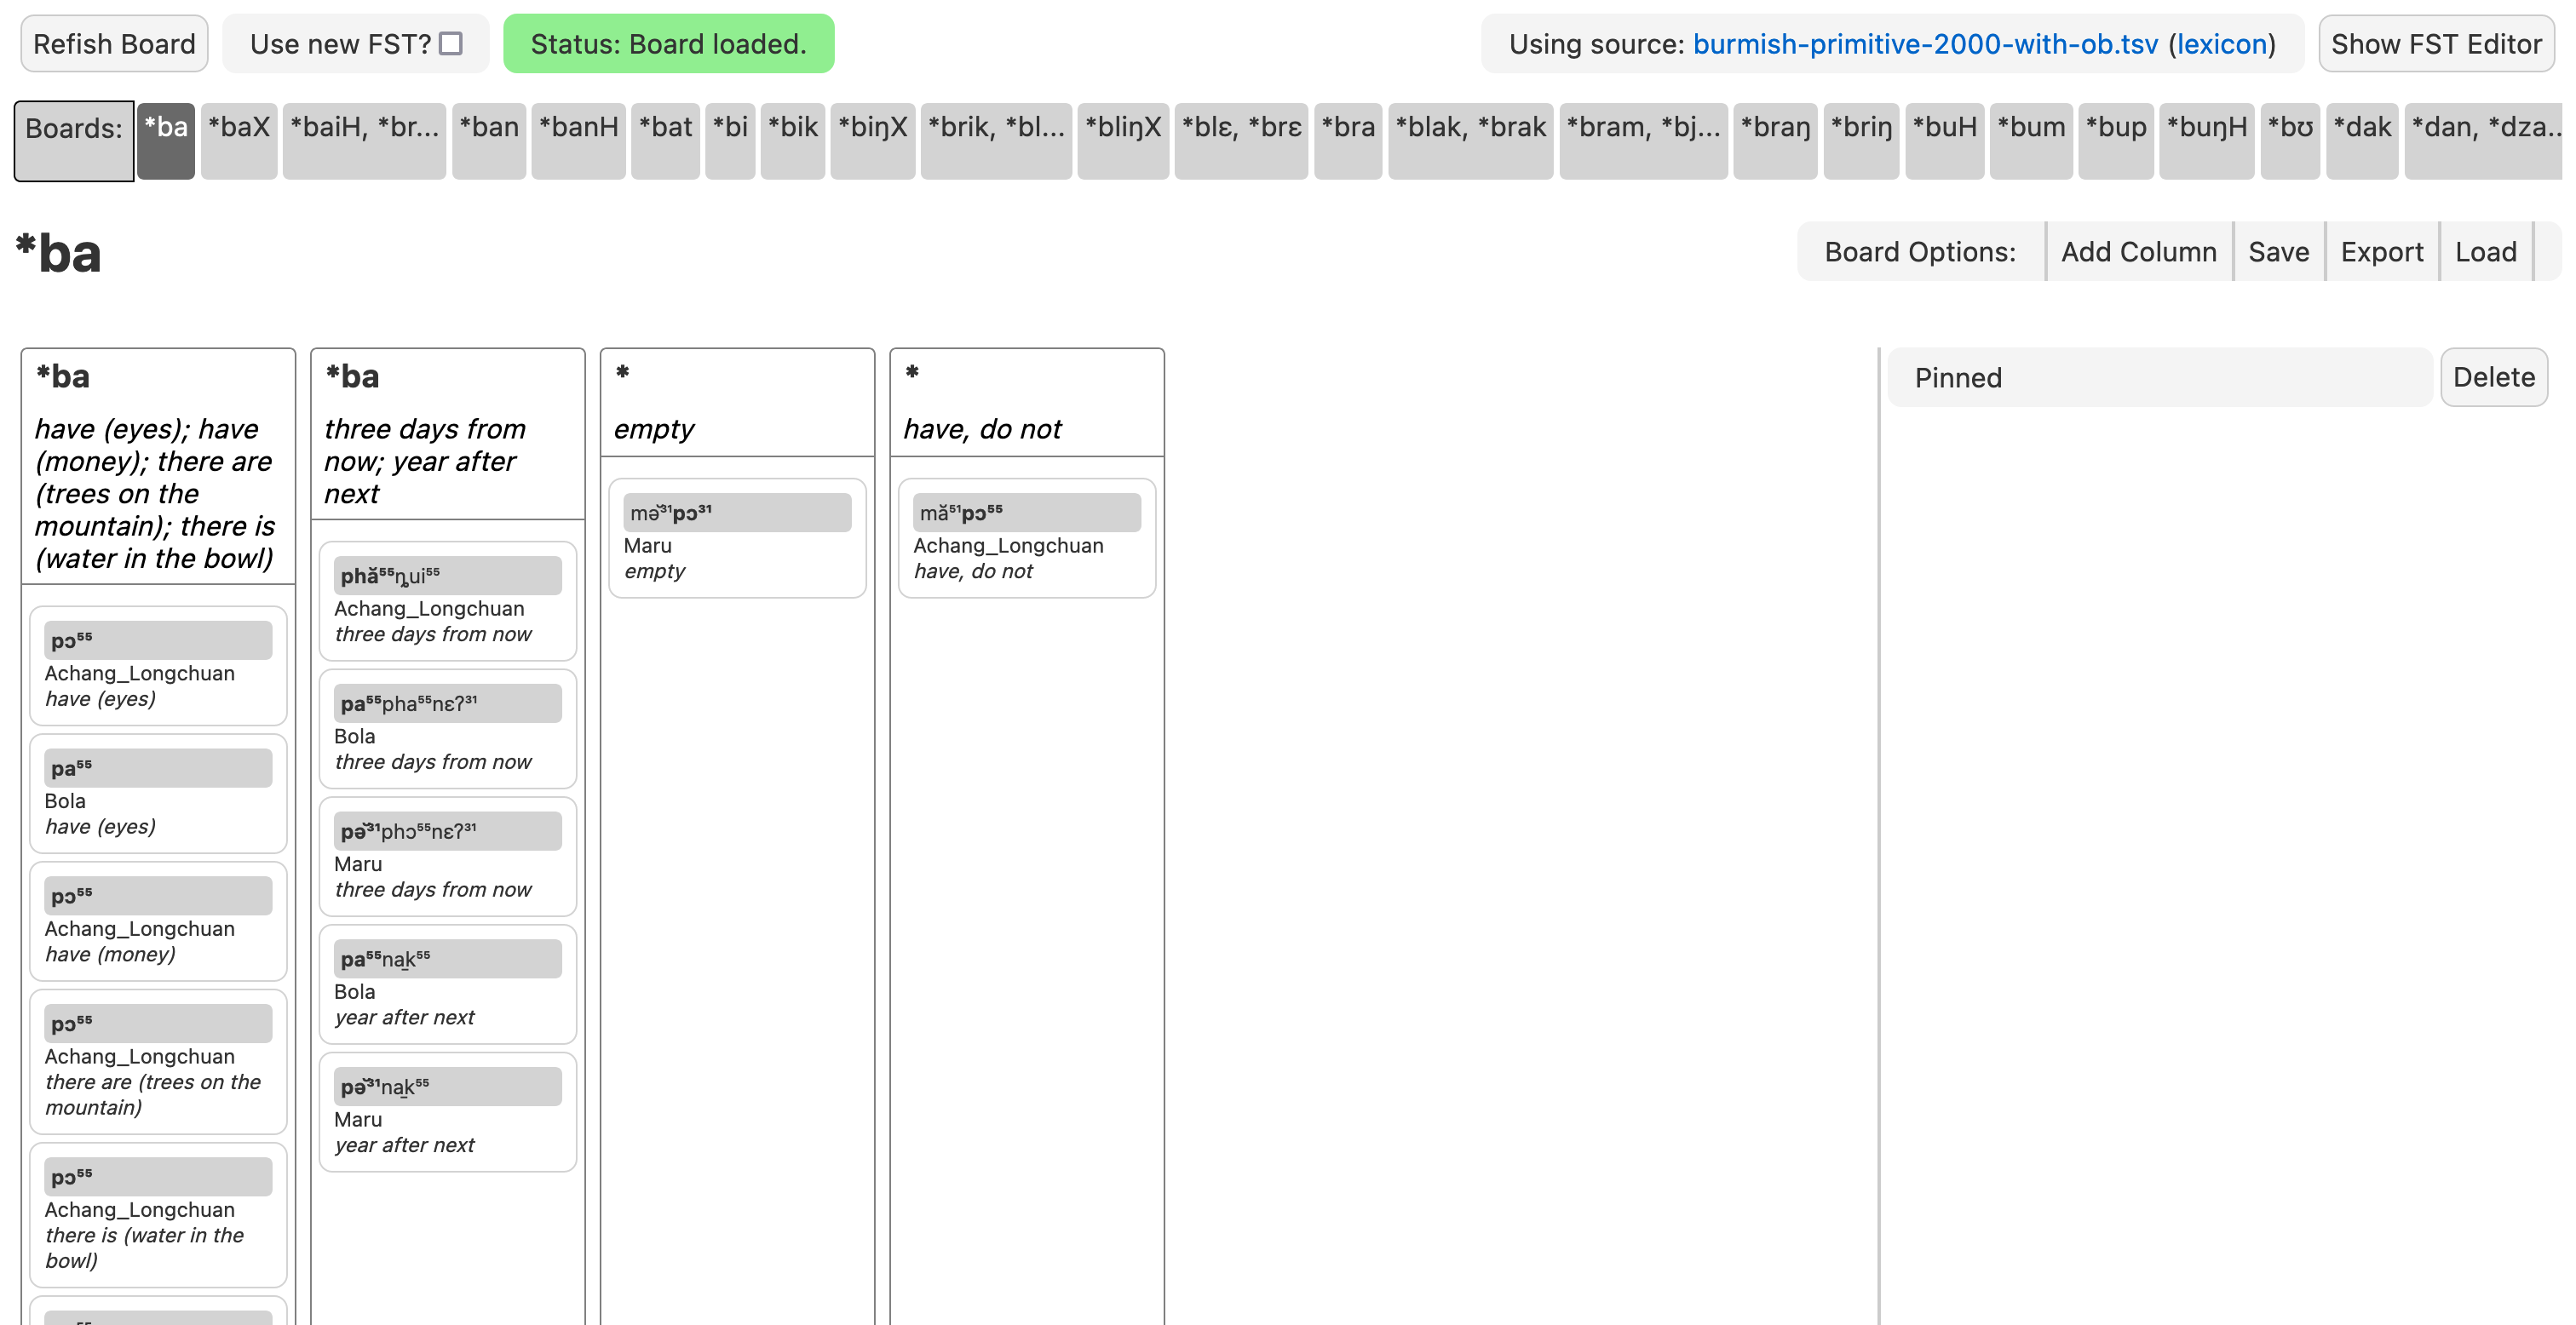 Refish Board
Use new FST?
Status: Board loaded.
Using source: burmish-primitive-2000-with-ob.tsv (lexicon)
Show FST Editor
Boards: *ba *baX *baiH, *br... *ban *banH *bat *bi *bik *biŋX *brik, *bl... *bliŋX *blɛ, *brɛ *bra *blak, *brak *bram, *bj... *braŋ *briŋ *buH *bum *bup *buŋH *bʊ *dak *dan, *dza..
*ba
Board Options: Add Column Save Export Load
*ba
have (eyes); have
(money); there are
(trees on the
mountain); there is
(water in the bowl)
pɔ⁵⁵
Achang_Longchuan
have (eyes)
pa⁵⁵
Bola
have (eyes)
pɔ⁵⁵
Achang_Longchuan
have (money)
pɔ⁵⁵
Achang_Longchuan
there are (trees on the
mountain)
pɔ⁵⁵
Achang_Longchuan
there is (water in the
bowl)
*ba
three days from
now; year after
next
phă⁵⁵ȵui⁵⁵
Achang_Longchuan
three days from now
pa⁵⁵pha⁵⁵nɛʔ³¹
Bola
three days from now
pə̆³¹phɔ⁵⁵nɛʔ³¹
Maru
three days from now
pa⁵⁵na̱k⁵⁵
Bola
year after next
pə̆³¹na̱k⁵⁵
Maru
year after next
*
empty
mə̆³¹pɔ³¹
Maru
empty
*
have, do not
mă⁵¹pɔ⁵⁵
Achang_Longchuan
have, do not
Pinned
Delete